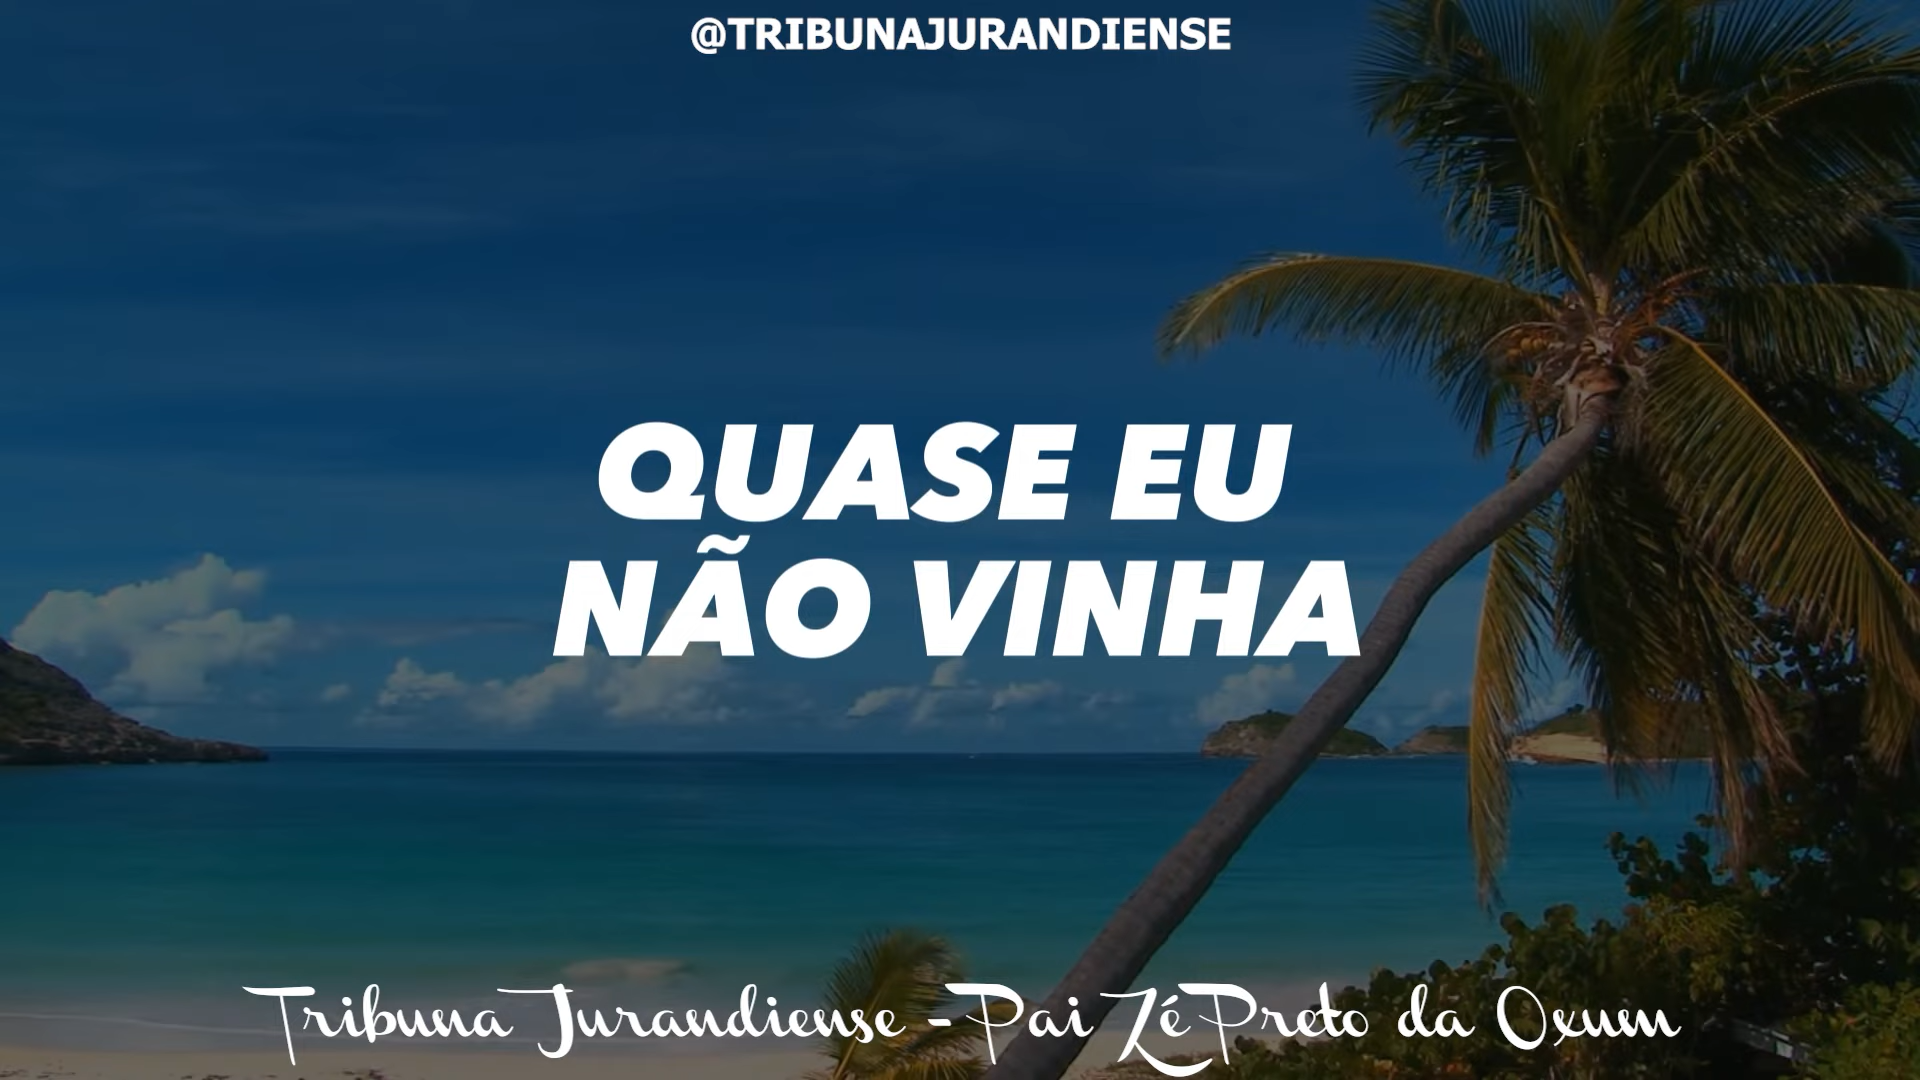 @TRIBUNAJURANDIENSE
QUASE EU
NÃO VINHA
Tribuna Jurandiense - Pai Zé Preto da Oxum